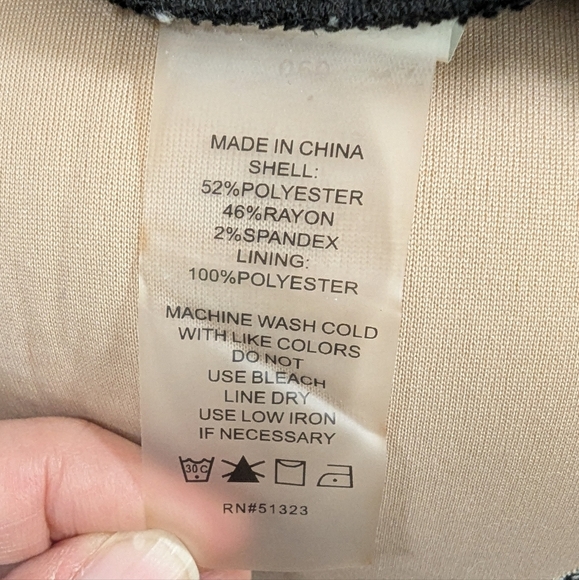 MADE IN CHINA
SHELL:
52%POLYESTER
46%RAYON
2%SPANDEX
LINING:
100%POLYESTER
MACHINE WASH COLD
WITH LIKE COLORS
DO NOT
USE BLEACH
LINE DRY
USE LOW IRON
IF NECESSARY
30C
RN#51323